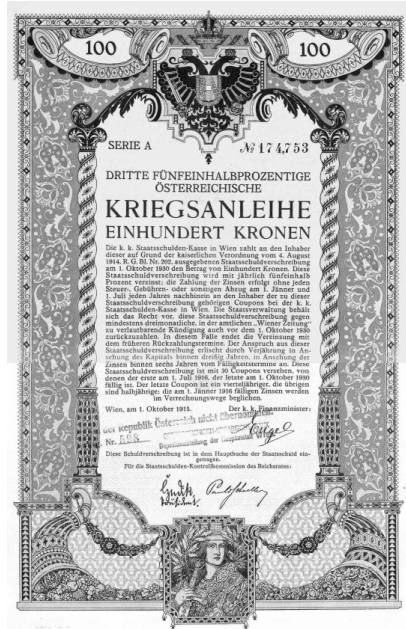 100
100
SERIE A
№ 174,753
DRITTE FÜNFEINHALBPROZENTIGE
ÖSTERREICHISCHE
KRIEGSANLEIHE
EINHUNDERT KRONEN
Die k. k. Staatsschulden-Kasse in Wien zahlt an den Inhaber
dieser auf Grund der kaiserlichen Verordnung vom 4. August
1914, R. G. Bl. Nr. 202, ausgegebenen Staatsschuldverschreibung
am 1. Oktober 1930 den Betrag von Einhundert Kronen. Diese
Staatsschuldverschreibung wird mit jährlich fünfeinhalb
Prozent verzinst; die Zahlung der Zinsen erfolgt ohne jeden
Steuer-, Gebühren- oder sonstigen Abzug am 1. Jänner und
1. Juli jeden Jahres nachhinein an den Inhaber der zu dieser
Staatsschuldverschreibung gehörigen Coupons bei der k. k.
Staatsschulden-Kasse in Wien. Die Staatsverwaltung behält
sich das Recht vor, diese Staatsschuldverschreibung gegen
mindestens dreimonatliche, in der amtlichen „Wiener Zeitung"
zu verlautbarende Kündigung auch vor dem 1. Oktober 1930
zurückzuzahlen. In diesem Falle endet die Verzinsung mit
dem früheren Rückzahlungstermine. Der Anspruch aus dieser
Staatsschuldverschreibung erlischt durch Verjährung in An-
sehung des Kapitals binnen dreißig Jahren, in Ansehung der
Zinsen binnen sechs Jahren vom Fälligkeitstermine an. Diese
Staatsschuldverschreibung ist mit 30 Coupons versehen, von
denen der erste am 1. Juli 1916, der letzte am 1. Oktober 1930
fällig ist. Der letzte Coupon ist ein vierteljähriger, die übrigen
sind halbjährige; die am 1. Jänner 1916 fälligen Zinsen werden
im Verrechnungswege beglichen.
Wien, am 1. Oktober 1915.
Der k. k. Finanzminister:
der Republik Österreich nicht übernommen.
Nr. 508
Engel
Diese Schuldverschreibung ist in dem Hauptbuche der Staatsschuld ein-
getragen.
Für die Staatsschulden-Kontrollkommission des Reichsrates: